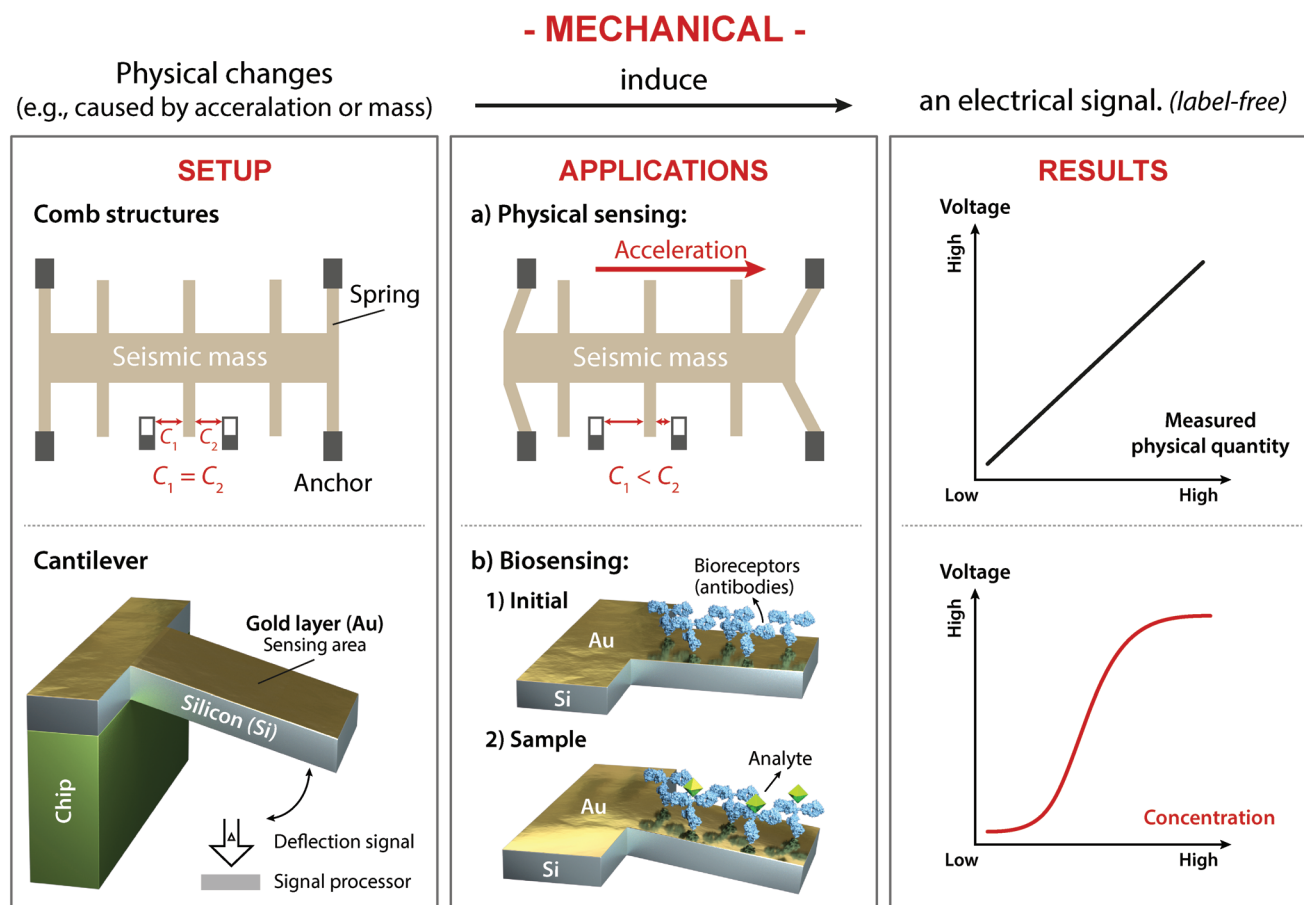 - MECHANICAL -
Physical changes
(e.g., caused by acceralation or mass)
induce
an electrical signal. (label-free)
SETUP
Comb structures
Spring
Seismic mass
C1
C2
C1 = C2
Anchor
Cantilever
Gold layer (Au)
Sensing area
Silicon (Si)
Chip
Δ
Deflection signal
Signal processor
APPLICATIONS
a) Physical sensing:
Acceleration
Seismic mass
C1 < C2
b) Biosensing:
Bioreceptors
(antibodies)
1) Initial
Au
Si
2) Sample
Analyte
Au
Si
RESULTS
Voltage
High
Measured
physical quantity
Low
High
Voltage
High
Concentration
Low
High